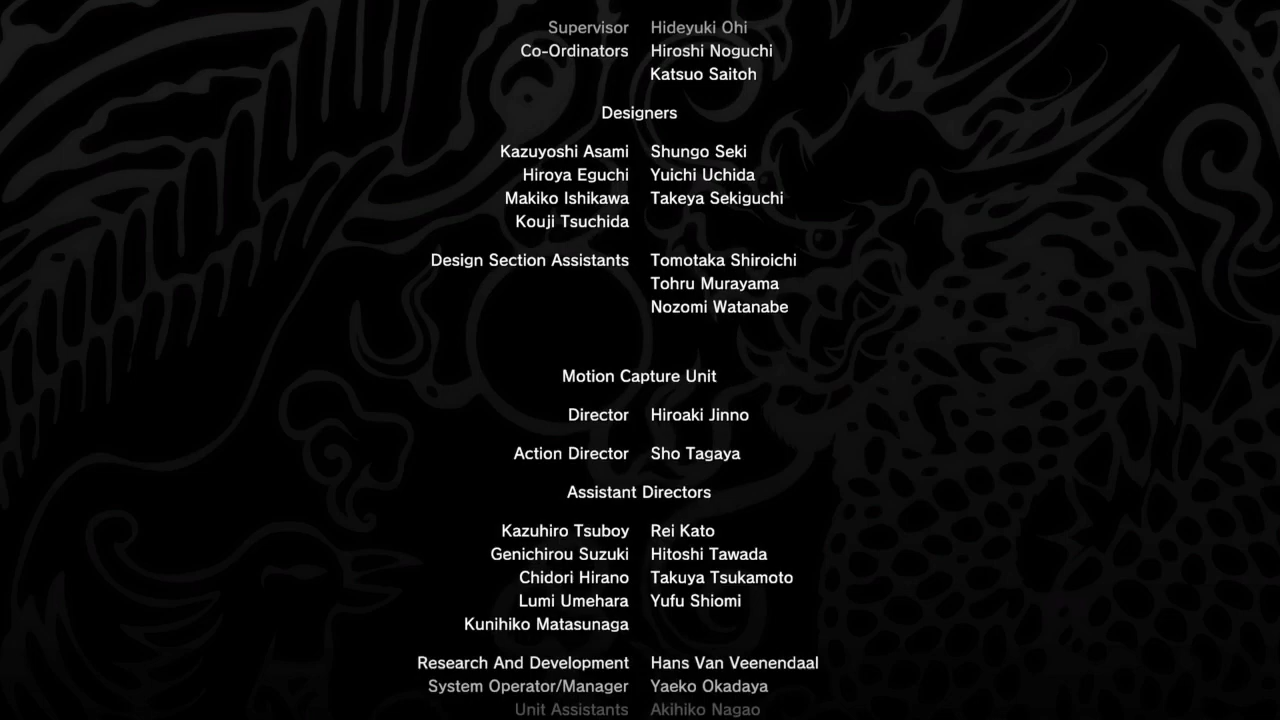 Supervisor Hideyuki Ohi
Co-Ordinators Hiroshi Noguchi
Katsuo Saitoh
Designers
Kazuyoshi Asami Shungo Seki
Hiroya Eguchi Yuichi Uchida
Makiko Ishikawa Takeya Sekiguchi
Kouji Tsuchida
Design Section Assistants Tomotaka Shiroichi
Tohru Murayama
Nozomi Watanabe
Motion Capture Unit
Director Hiroaki Jinno
Action Director Sho Tagaya
Assistant Directors
Kazuhiro Tsuboy Rei Kato
Genichirou Suzuki Hitoshi Tawada
Chidori Hirano Takuya Tsukamoto
Lumi Umehara Yufu Shiomi
Kunihiko Matasunaga
Research And Development Hans Van Veenendaal
System Operator/Manager Yaeko Okadaya
Unit Assistants Akihiko Nagao